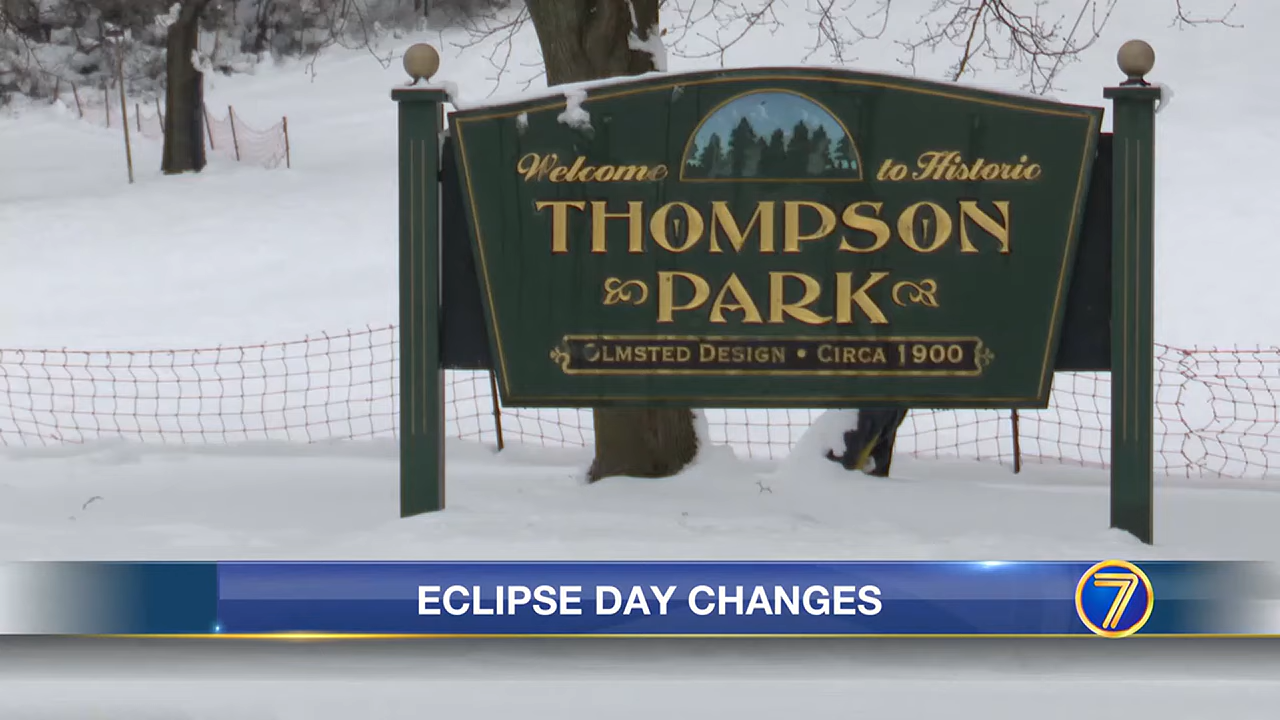 Welcome to Historic
THOMPSON
PARK
OLMSTED DESIGN • CIRCA 1900
ECLIPSE DAY CHANGES
7